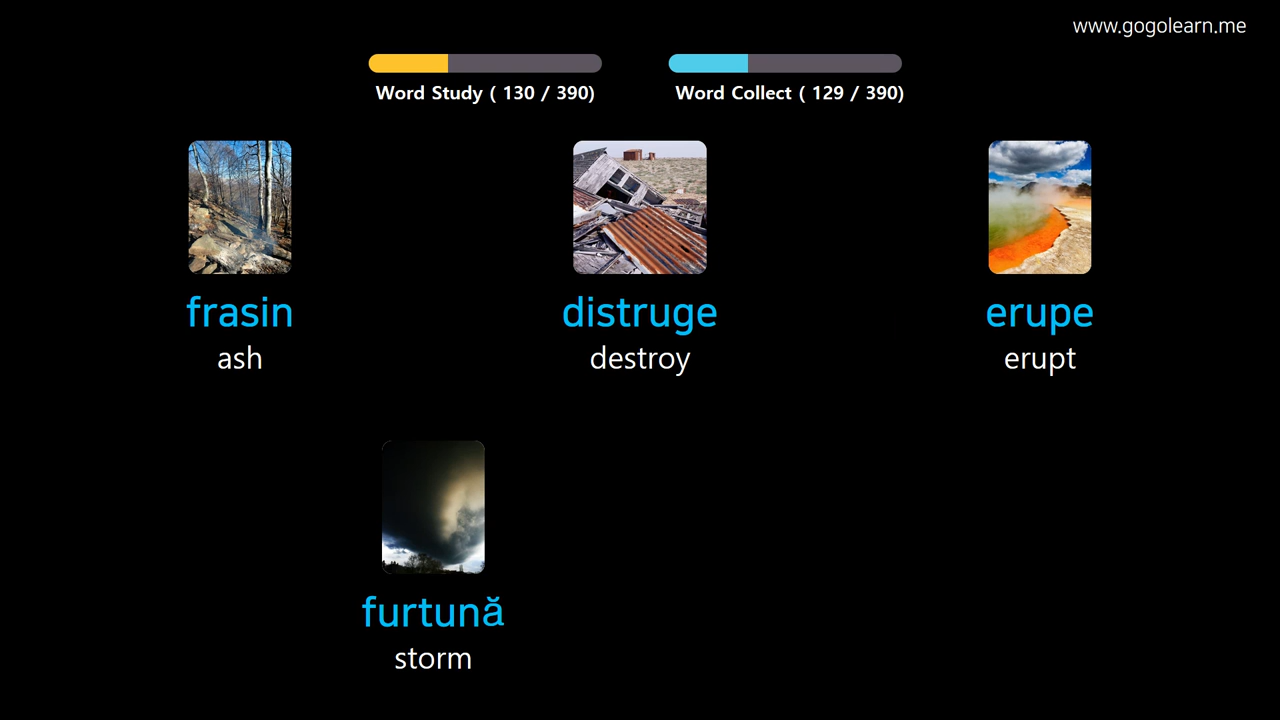 www.gogolearn.me
Word Study ( 130 / 390)
Word Collect ( 129 / 390)
frasin
ash
distruge
destroy
erupe
erupt
furtună
storm